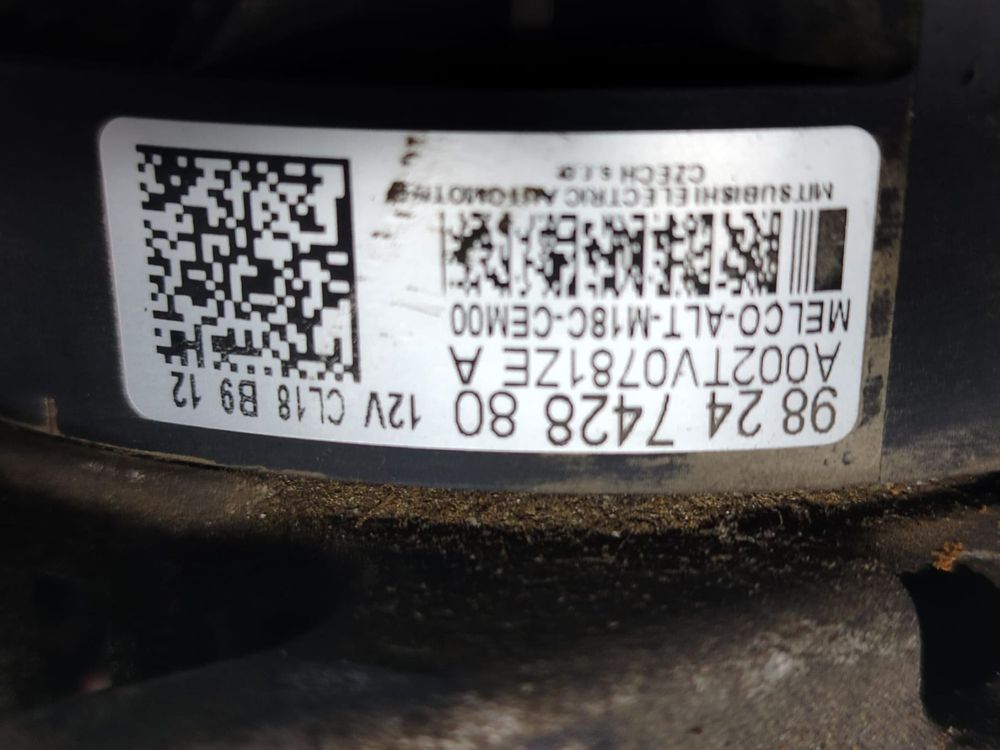 98 24 7428 80 12V CL18 B9 12
A002TV0781ZE A
MELCO-ALT-M18C-CEM00
MITSUBISHI ELECTRIC AUTOMOTIVE
CZECH s.r.o.